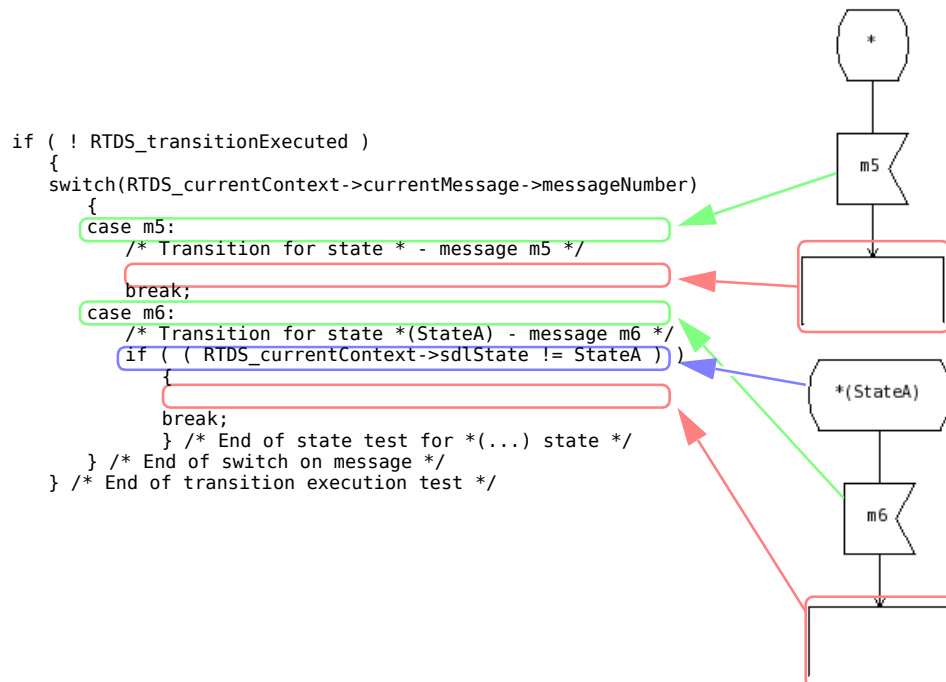 if ( ! RTDS_transitionExecuted )
{
switch(RTDS_currentContext->currentMessage->messageNumber)
{
case m5:
/* Transition for state * - message m5 */
break;
case m6:
/* Transition for state *(StateA) - message m6 */
if ( ( RTDS_currentContext->sdlState != StateA ) )
{
break;
} /* End of state test for *(...) state */
} /* End of switch on message */
} /* End of transition execution test */
*
m5
*(StateA)
m6